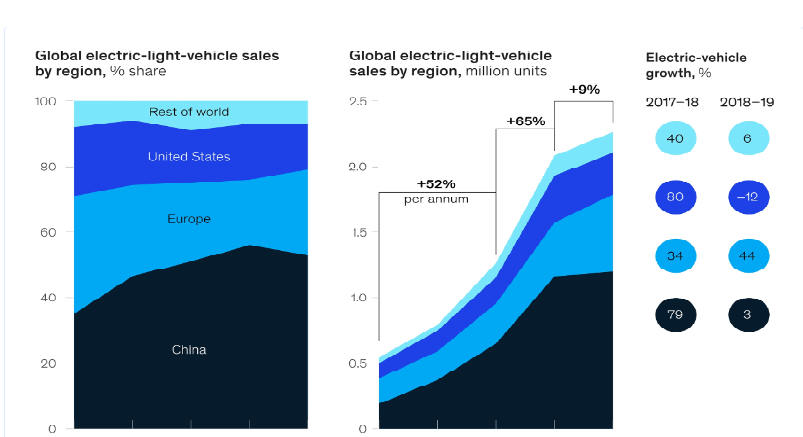 Global electric-light-vehicle sales
by region, % share
100
80
60
40
20
0
Rest of world
United States
Europe
China
Global electric-light-vehicle
sales by region, million units
2.5
2.0
1.5
1.0
0.5
0
+52%
per annum
+65%
+9%
Electric-vehicle
growth, %
2017–18 2018–19
40 6
80 –12
34 44
79 3